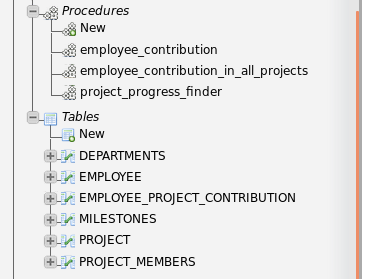 Procedures
New
employee_contribution
employee_contribution_in_all_projects
project_progress_finder
Tables
New
DEPARTMENTS
EMPLOYEE
EMPLOYEE_PROJECT_CONTRIBUTION
MILESTONES
PROJECT
PROJECT_MEMBERS